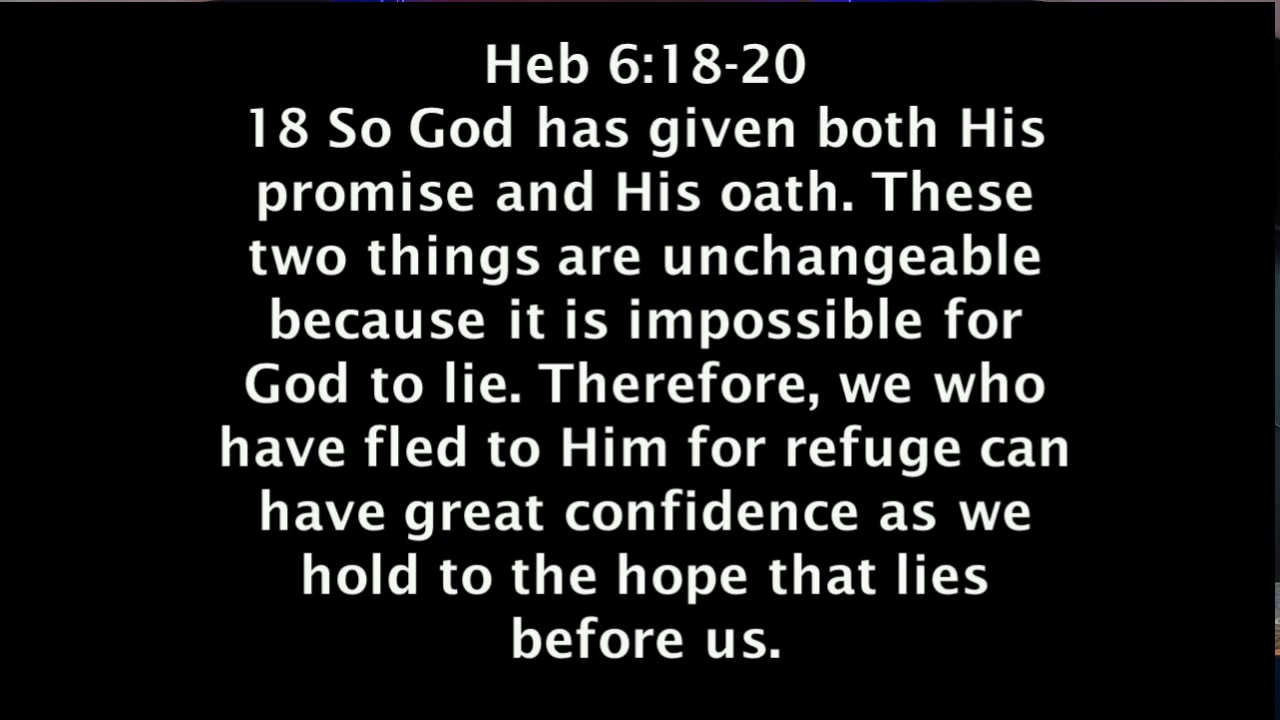 Heb 6:18-20
18 So God has given both His
promise and His oath. These
two things are unchangeable
because it is impossible for
God to lie. Therefore, we who
have fled to Him for refuge can
have great confidence as we
hold to the hope that lies
before us.